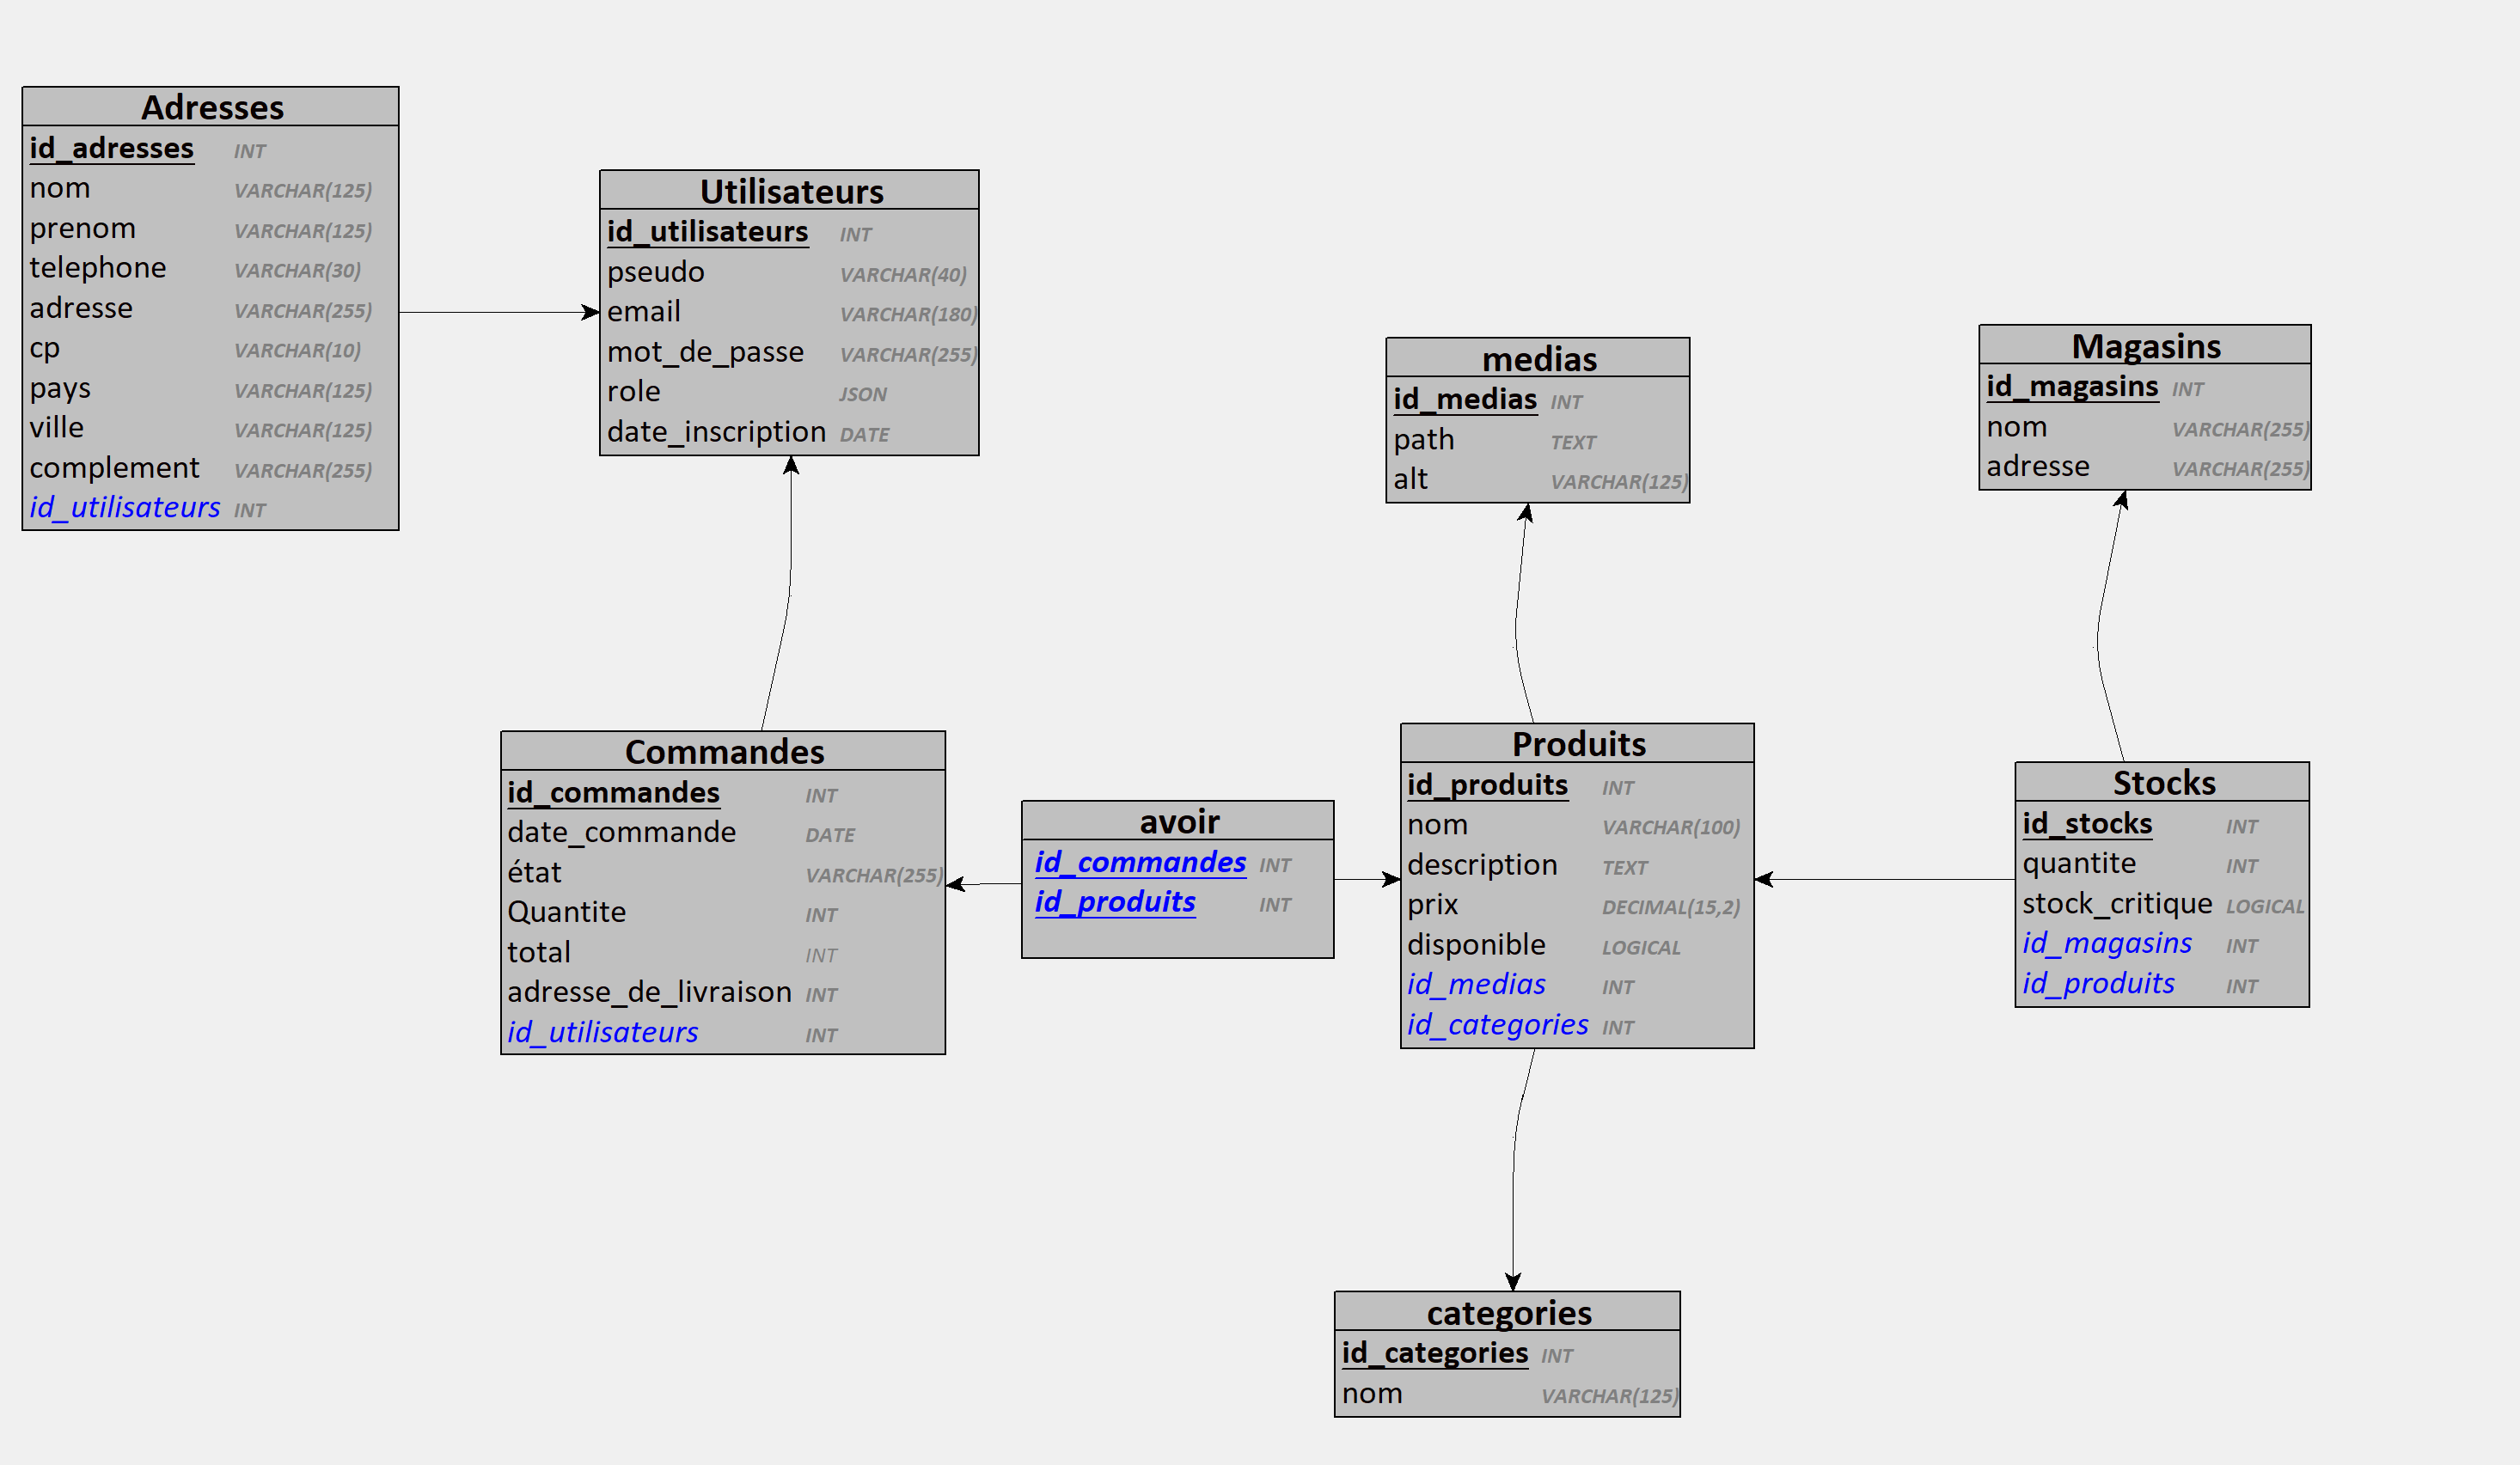 Adresses
id_adresses INT
nom VARCHAR(125)
prenom VARCHAR(125)
telephone VARCHAR(30)
adresse VARCHAR(255)
cp VARCHAR(10)
pays VARCHAR(125)
ville VARCHAR(125)
complement VARCHAR(255)
id_utilisateurs INT
Utilisateurs
id_utilisateurs INT
pseudo VARCHAR(40)
email VARCHAR(180)
mot_de_passe VARCHAR(255)
role JSON
date_inscription DATE
medias
id_medias INT
path TEXT
alt VARCHAR(125)
Magasins
id_magasins INT
nom VARCHAR(255)
adresse VARCHAR(255)
Commandes
id_commandes INT
date_commande DATE
état VARCHAR(255)
Quantite INT
total INT
adresse_de_livraison INT
id_utilisateurs INT
avoir
id_commandes INT
id_produits INT
Produits
id_produits INT
nom VARCHAR(100)
description TEXT
prix DECIMAL(15,2)
disponible LOGICAL
id_medias INT
id_categories INT
Stocks
id_stocks INT
quantite INT
stock_critique LOGICAL
id_magasins INT
id_produits INT
categories
id_categories INT
nom VARCHAR(125)